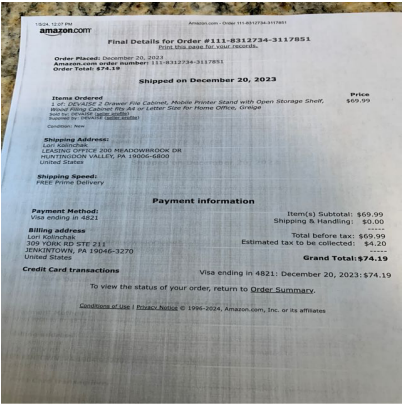 1/5/24, 12:07 PM
Amazon.com - Order 111-8312734-3117851
amazon.com
Final Details for Order #111-8312734-3117851
Print this page for your records.
Order Placed: December 20, 2023
Amazon.com order number: 111-8312734-3117851
Order Total: $74.19
Shipped on December 20, 2023
Items Ordered Price
1 of: DEVAISE 2 Drawer File Cabinet, Mobile Printer Stand with Open Storage Shelf, $69.99
Wood Filing Cabinet fits A4 or Letter Size for Home Office, Greige
Sold by: DEVAISE (seller profile)
Supplied by: DEVAISE (seller profile)
Condition: New
Shipping Address:
Lori Kolinchak
LEASING OFFICE 200 MEADOWBROOK DR
HUNTINGDON VALLEY, PA 19006-6800
United States
Shipping Speed:
FREE Prime Delivery
Payment information
Payment Method:
Visa ending in 4821
Billing address
Lori Kolinchak
309 YORK RD STE 211
JENKINTOWN, PA 19046-3270
United States
Item(s) Subtotal: $69.99
Shipping & Handling: $0.00
-----
Total before tax: $69.99
Estimated tax to be collected: $4.20
-----
Grand Total: $74.19
Credit Card transactions
Visa ending in 4821: December 20, 2023: $74.19
To view the status of your order, return to Order Summary.
Conditions of Use | Privacy Notice © 1996-2024, Amazon.com, Inc. or its affiliates